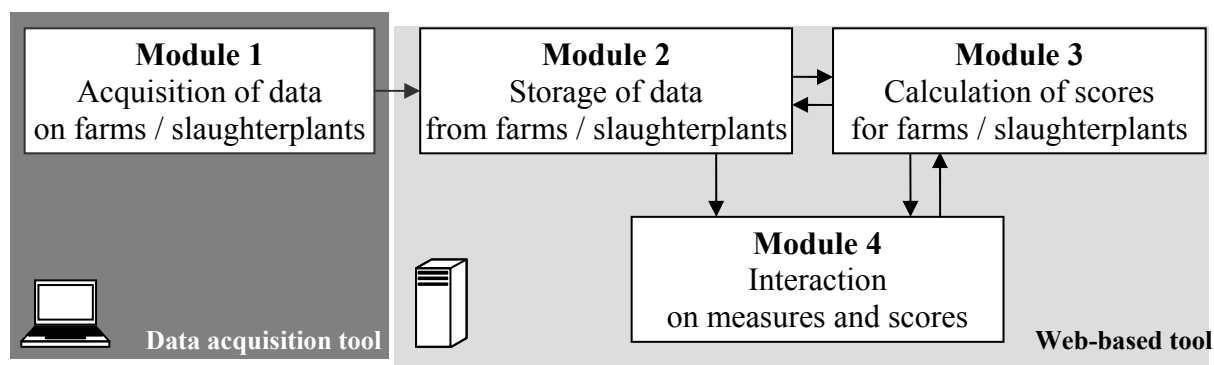 Module 1
Acquisition of data
on farms / slaughterplants
Module 2
Storage of data
from farms / slaughterplants
Module 3
Calculation of scores
for farms / slaughterplants
Module 4
Interaction
on measures and scores
Data acquisition tool
Web-based tool